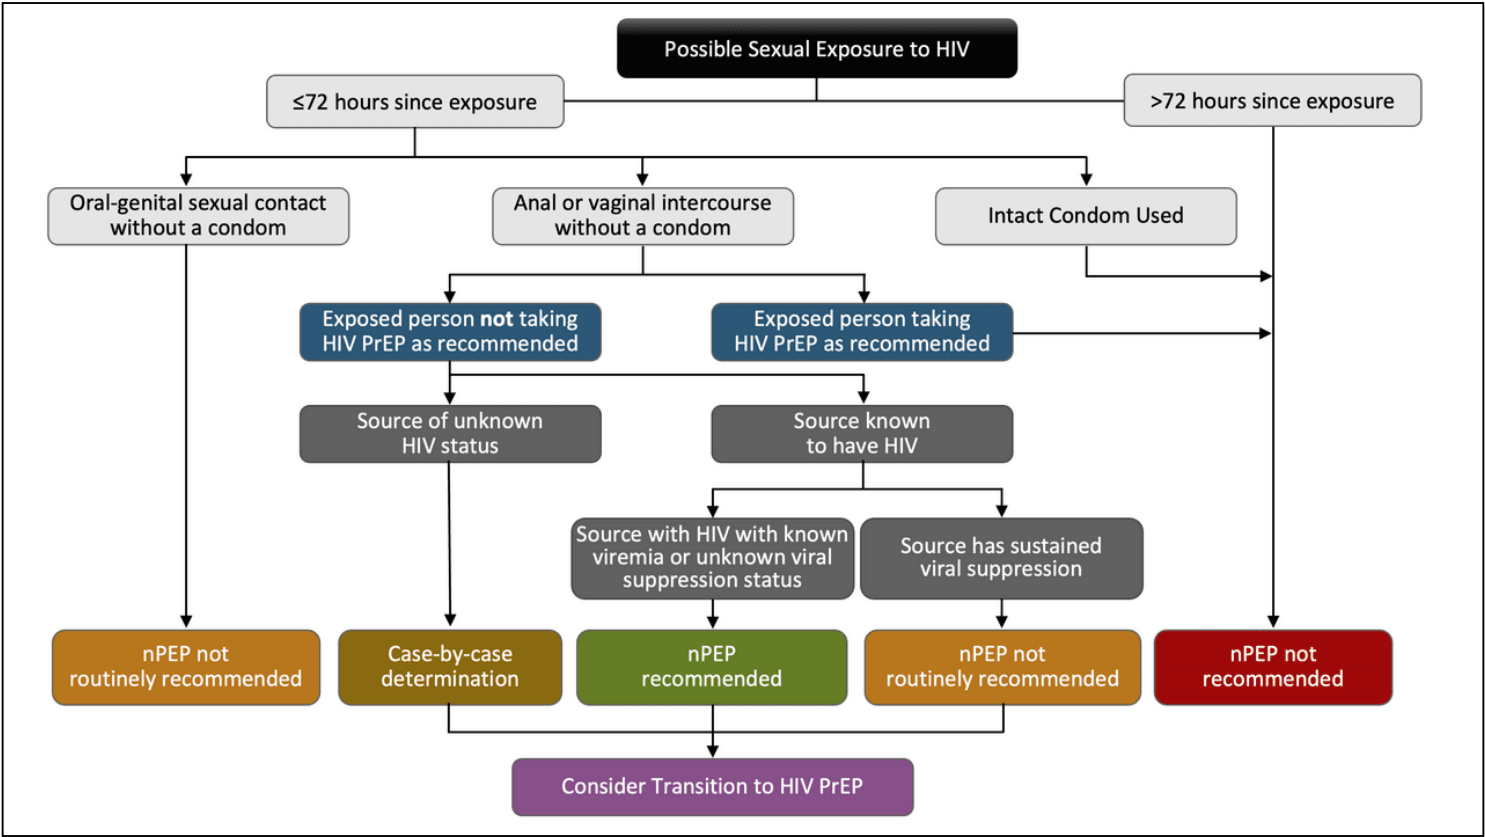 Possible Sexual Exposure to HIV
≤72 hours since exposure
>72 hours since exposure
Oral-genital sexual contact
without a condom
Anal or vaginal intercourse
without a condom
Intact Condom Used
Exposed person not taking
HIV PrEP as recommended
Exposed person taking
HIV PrEP as recommended
Source of unknown
HIV status
Source known
to have HIV
Source with HIV with known
viremia or unknown viral
suppression status
Source has sustained
viral suppression
nPEP not
routinely recommended
Case-by-case
determination
nPEP
recommended
nPEP not
routinely recommended
nPEP not
recommended
Consider Transition to HIV PrEP